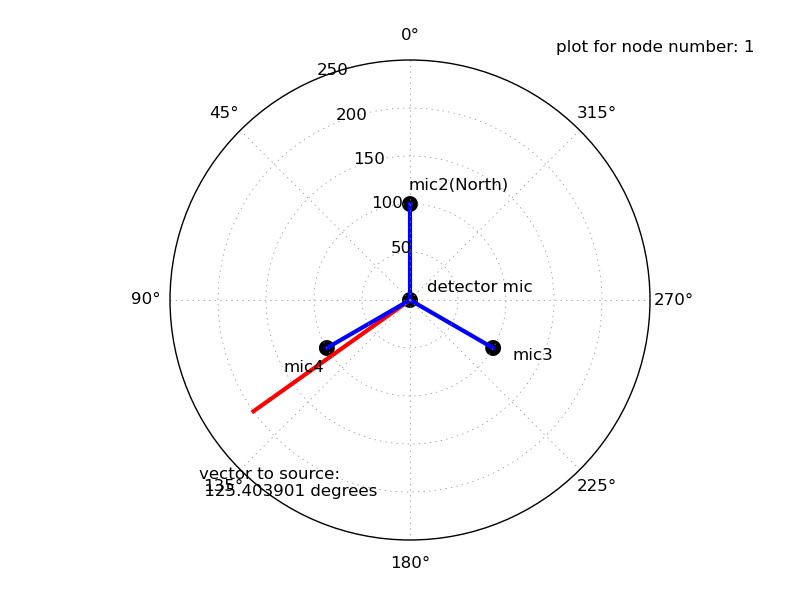 0°
plot for node number: 1
250
45°
315°
200
150
mic2(North)
100
50
detector mic
90°
270°
mic3
mic4
vector to source:
135°
225°
125.403901 degrees
180°